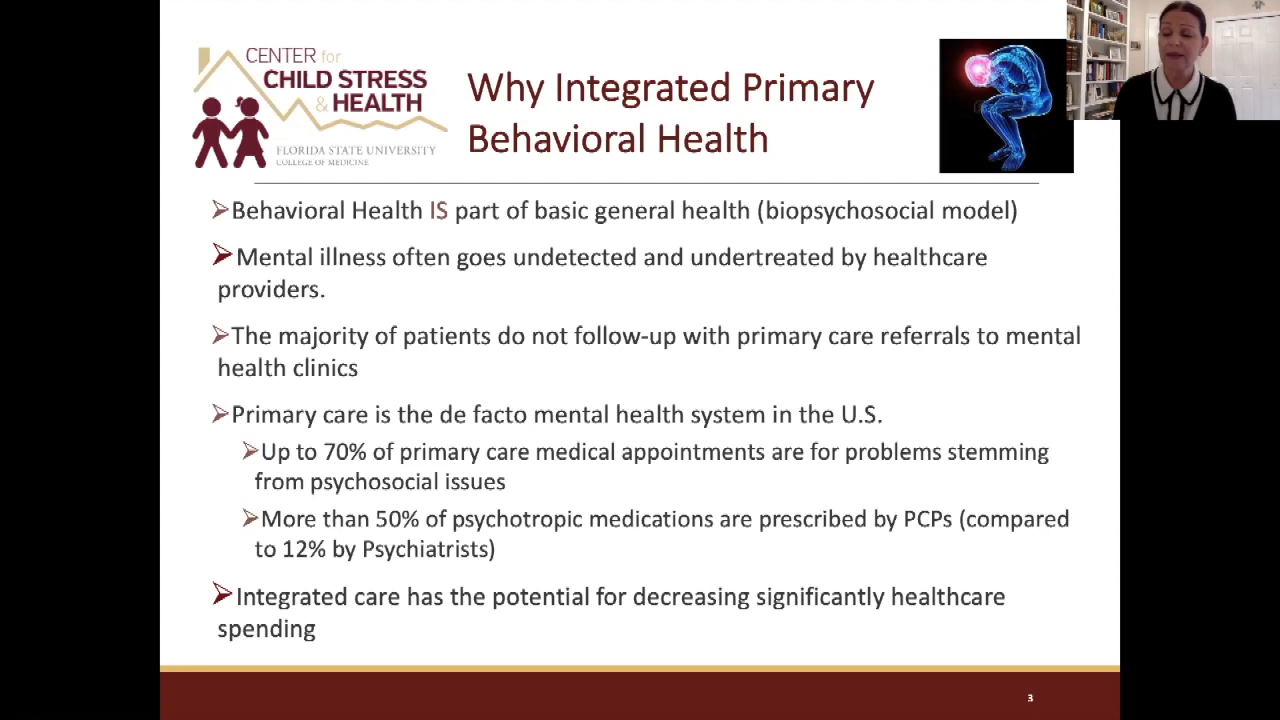 CENTER for
CHILD STRESS
& HEALTH
FLORIDA STATE UNIVERSITY
COLLEGE OF MEDICINE
Why Integrated Primary
Behavioral Health
Behavioral Health IS part of basic general health (biopsychosocial model)
Mental illness often goes undetected and undertreated by healthcare
providers.
The majority of patients do not follow-up with primary care referrals to mental
health clinics
Primary care is the de facto mental health system in the U.S.
Up to 70% of primary care medical appointments are for problems stemming
from psychosocial issues
More than 50% of psychotropic medications are prescribed by PCPs (compared
to 12% by Psychiatrists)
Integrated care has the potential for decreasing significantly healthcare
spending
3